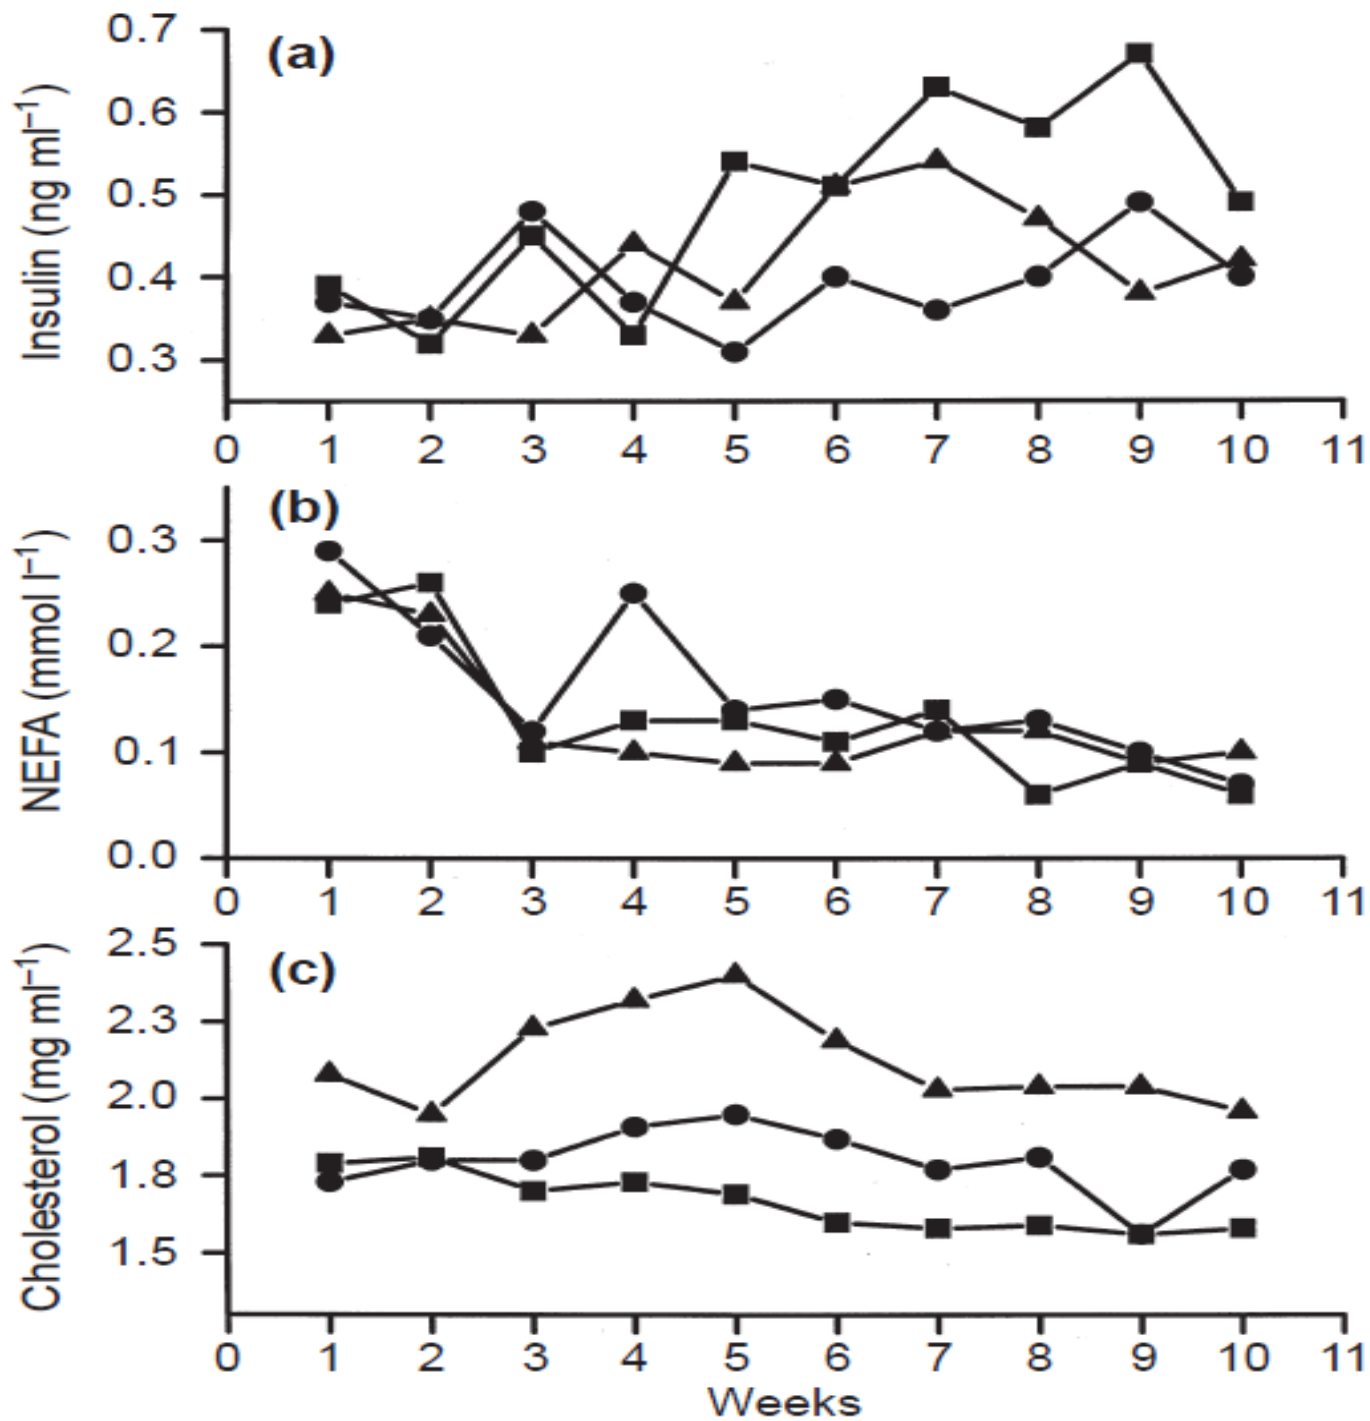 (a)
Insulin (ng ml⁻¹)
0.7
0.6
0.5
0.4
0.3
0 1 2 3 4 5 6 7 8 9 10 11
(b)
NEFA (mmol l⁻¹)
0.3
0.2
0.1
0.0
0 1 2 3 4 5 6 7 8 9 10 11
(c)
Cholesterol (mg ml⁻¹)
2.5
2.3
2.0
1.8
1.5
0 1 2 3 4 5 6 7 8 9 10 11
Weeks